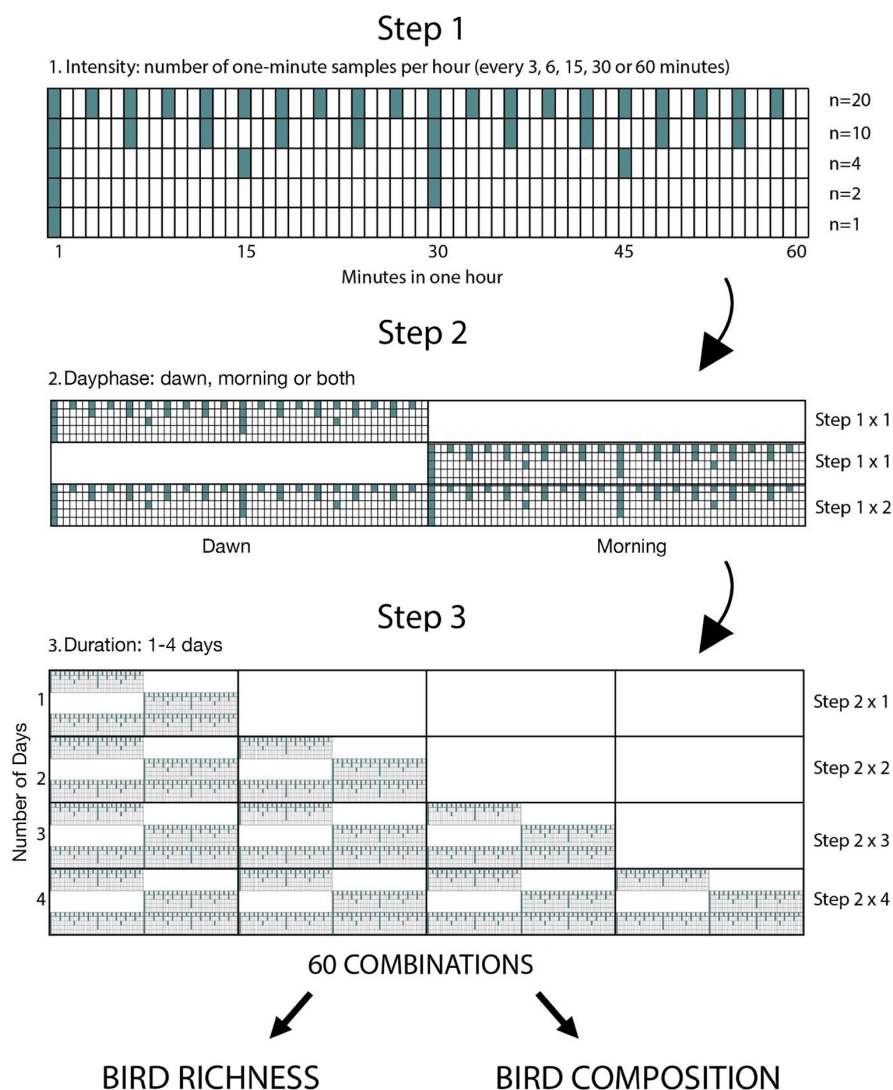 Step 1
1. Intensity: number of one-minute samples per hour (every 3, 6, 15, 30 or 60 minutes)
n=20
n=10
n=4
n=2
n=1
1 15 30 45 60
Minutes in one hour
Step 2
2.Dayphase: dawn, morning or both
Step 1 x 1
Step 1 x 1
Step 1 x 2
Dawn Morning
Step 3
3.Duration: 1-4 days
Number of Days
1 Step 2 x 1
2 Step 2 x 2
3 Step 2 x 3
4 Step 2 x 4
60 COMBINATIONS
BIRD RICHNESS BIRD COMPOSITION